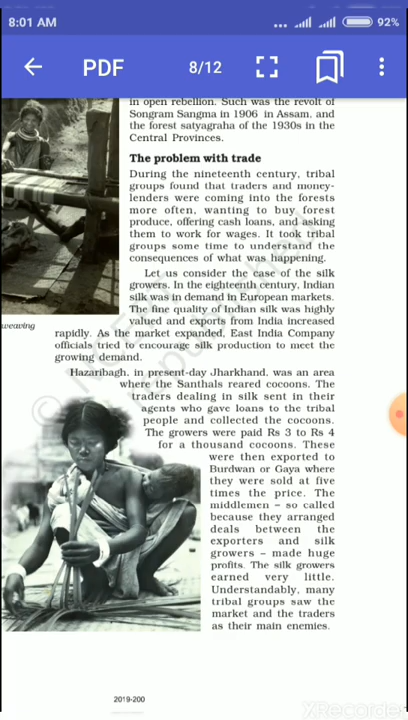 8:01 AM
92%
PDF
8/12
in open rebellion. Such was the revolt of
Songram Sangma in 1906 in Assam, and
the forest satyagraha of the 1930s in the
Central Provinces.
The problem with trade
During the nineteenth century, tribal
groups found that traders and money-
lenders were coming into the forests
more often, wanting to buy forest
produce, offering cash loans, and asking
them to work for wages. It took tribal
groups some time to understand the
consequences of what was happening.
Let us consider the case of the silk
growers. In the eighteenth century, Indian
silk was in demand in European markets.
The fine quality of Indian silk was highly
valued and exports from India increased
weaving
rapidly. As the market expanded, East India Company
officials tried to encourage silk production to meet the
growing demand.
Hazaribagh, in present-day Jharkhand, was an area
where the Santhals reared cocoons. The
traders dealing in silk sent in their
agents who gave loans to the tribal
people and collected the cocoons.
The growers were paid Rs 3 to Rs 4
for a thousand cocoons. These
were then exported to
Burdwan or Gaya where
they were sold at five
times the price. The
middlemen – so called
because they arranged
deals between the
exporters and silk
growers – made huge
profits. The silk growers
earned very little.
Understandably, many
tribal groups saw the
market and the traders
as their main enemies.
2019-200
XRecorder